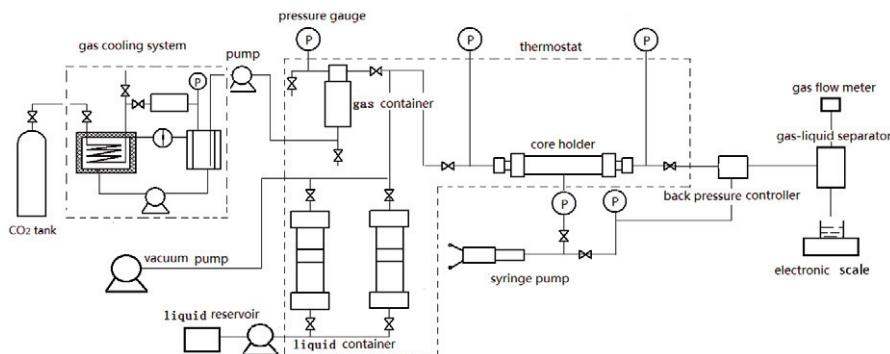 pressure gauge
P
P
P
gas cooling system
pump
thermostat
P
gas flow meter
gas container
gas-liquid separator
core holder
CO2 tank
P
P
back pressure controller
vacuum pump
syringe pump
electronic scale
liquid reservoir
liquid container